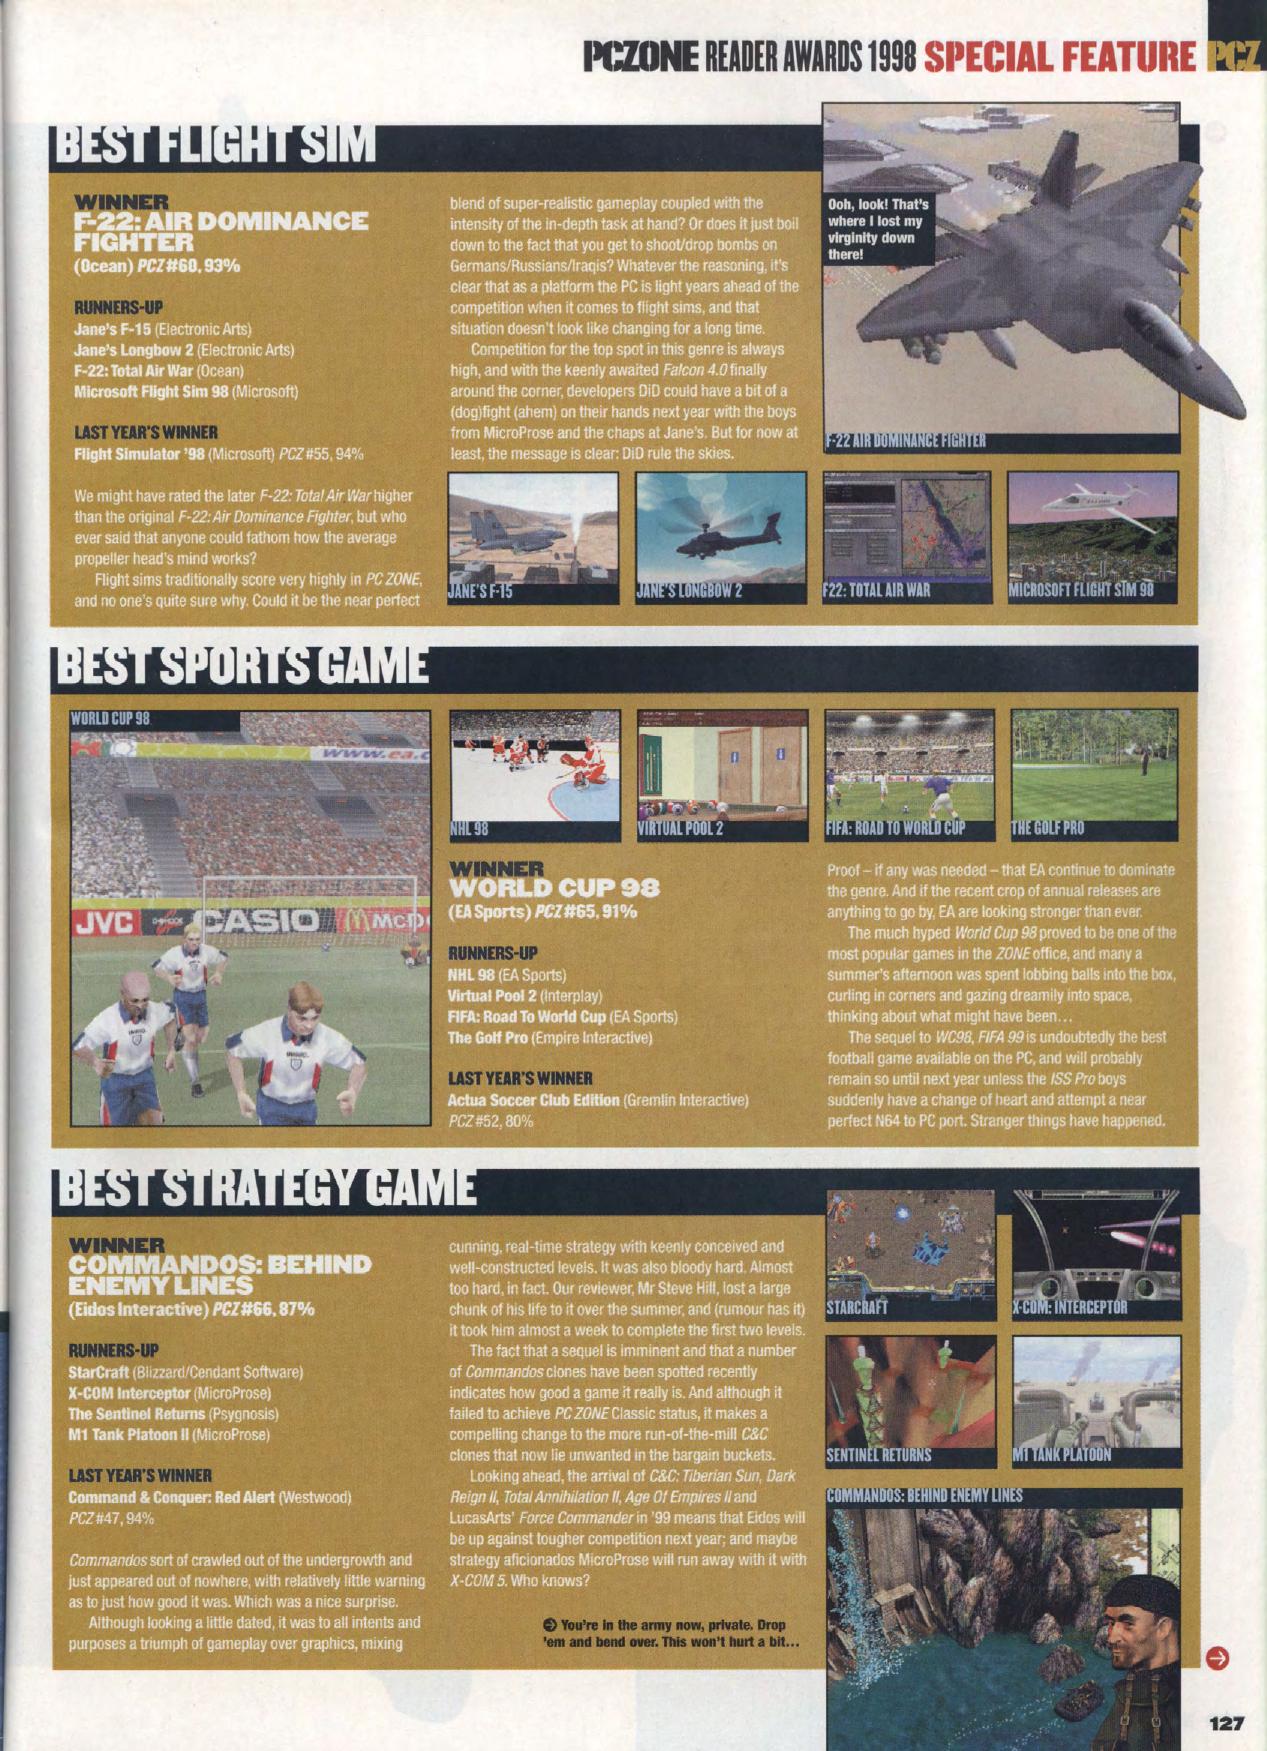 PCZONE READER AWARDS 1998 SPECIAL FEATURE PCZ
BEST FLIGHT SIM
WINNER
F-22: AIR DOMINANCE
FIGHTER
(Ocean) PCZ #60, 93%
RUNNERS-UP
Jane's F-15 (Electronic Arts)
Jane's Longbow 2 (Electronic Arts)
F-22: Total Air War (Ocean)
Microsoft Flight Sim 98 (Microsoft)
LAST YEAR'S WINNER
Flight Simulator '98 (Microsoft) PCZ #55, 94%
We might have rated the later F-22: Total Air War higher
than the original F-22: Air Dominance Fighter, but who
ever said that anyone could fathom how the average
propeller head's mind works?
Flight sims traditionally score very highly in PC ZONE,
and no one's quite sure why. Could it be the near perfect
blend of super-realistic gameplay coupled with the
intensity of the in-depth task at hand? Or does it just boil
down to the fact that you get to shoot/drop bombs on
Germans/Russians/Iraqis? Whatever the reasoning, it's
clear that as a platform the PC is light years ahead of the
competition when it comes to flight sims, and that
situation doesn't look like changing for a long time.
Competition for the top spot in this genre is always
high, and with the keenly awaited Falcon 4.0 finally
around the corner, developers DiD could have a bit of a
(dog)fight (ahem) on their hands next year with the boys
from MicroProse and the chaps at Jane's. But for now at
least, the message is clear: DiD rule the skies.
Ooh, look! That's
where I lost my
virginity down
there!
F-22 AIR DOMINANCE FIGHTER
JANE'S F-15
JANE'S LONGBOW 2
F22: TOTAL AIR WAR
MICROSOFT FLIGHT SIM 98
BEST SPORTS GAME
WORLD CUP 98
www.ea.c
JVC
CASIO
McD
UMBRO
NHL 98
VIRTUAL POOL 2
FIFA: ROAD TO WORLD CUP
THE GOLF PRO
WINNER
WORLD CUP 98
(EA Sports) PCZ #65, 91%
RUNNERS-UP
NHL 98 (EA Sports)
Virtual Pool 2 (Interplay)
FIFA: Road To World Cup (EA Sports)
The Golf Pro (Empire Interactive)
LAST YEAR'S WINNER
Actua Soccer Club Edition (Gremlin Interactive)
PCZ #52, 80%
Proof – if any was needed – that EA continue to dominate
the genre. And if the recent crop of annual releases are
anything to go by, EA are looking stronger than ever.
The much hyped World Cup 98 proved to be one of the
most popular games in the ZONE office, and many a
summer's afternoon was spent lobbing balls into the box,
curling in corners and gazing dreamily into space,
thinking about what might have been...
The sequel to WC98, FIFA 99 is undoubtedly the best
football game available on the PC, and will probably
remain so until next year unless the ISS Pro boys
suddenly have a change of heart and attempt a near
perfect N64 to PC port. Stranger things have happened.
BEST STRATEGY GAME
WINNER
COMMANDOS: BEHIND
ENEMY LINES
(Eidos Interactive) PCZ #66, 87%
RUNNERS-UP
StarCraft (Blizzard/Cendant Software)
X-COM Interceptor (MicroProse)
The Sentinel Returns (Psygnosis)
M1 Tank Platoon II (MicroProse)
LAST YEAR'S WINNER
Command & Conquer: Red Alert (Westwood)
PCZ #47, 94%
Commandos sort of crawled out of the undergrowth and
just appeared out of nowhere, with relatively little warning
as to just how good it was. Which was a nice surprise.
Although looking a little dated, it was to all intents and
purposes a triumph of gameplay over graphics, mixing
cunning, real-time strategy with keenly conceived and
well-constructed levels. It was also bloody hard. Almost
too hard, in fact. Our reviewer, Mr Steve Hill, lost a large
chunk of his life to it over the summer, and (rumour has it)
it took him almost a week to complete the first two levels.
The fact that a sequel is imminent and that a number
of Commandos clones have been spotted recently
indicates how good a game it really is. And although it
failed to achieve PC ZONE Classic status, it makes a
compelling change to the more run-of-the-mill C&C
clones that now lie unwanted in the bargain buckets.
Looking ahead, the arrival of C&C: Tiberian Sun, Dark
Reign II, Total Annihilation II, Age Of Empires II and
LucasArts' Force Commander in '99 means that Eidos will
be up against tougher competition next year; and maybe
strategy aficionados MicroProse will run away with it with
X-COM 5. Who knows?
You're in the army now, private. Drop
'em and bend over. This won't hurt a bit...
STARCRAFT
X-COM: INTERCEPTOR
SENTINEL RETURNS
M1 TANK PLATOON
COMMANDOS: BEHIND ENEMY LINES
127